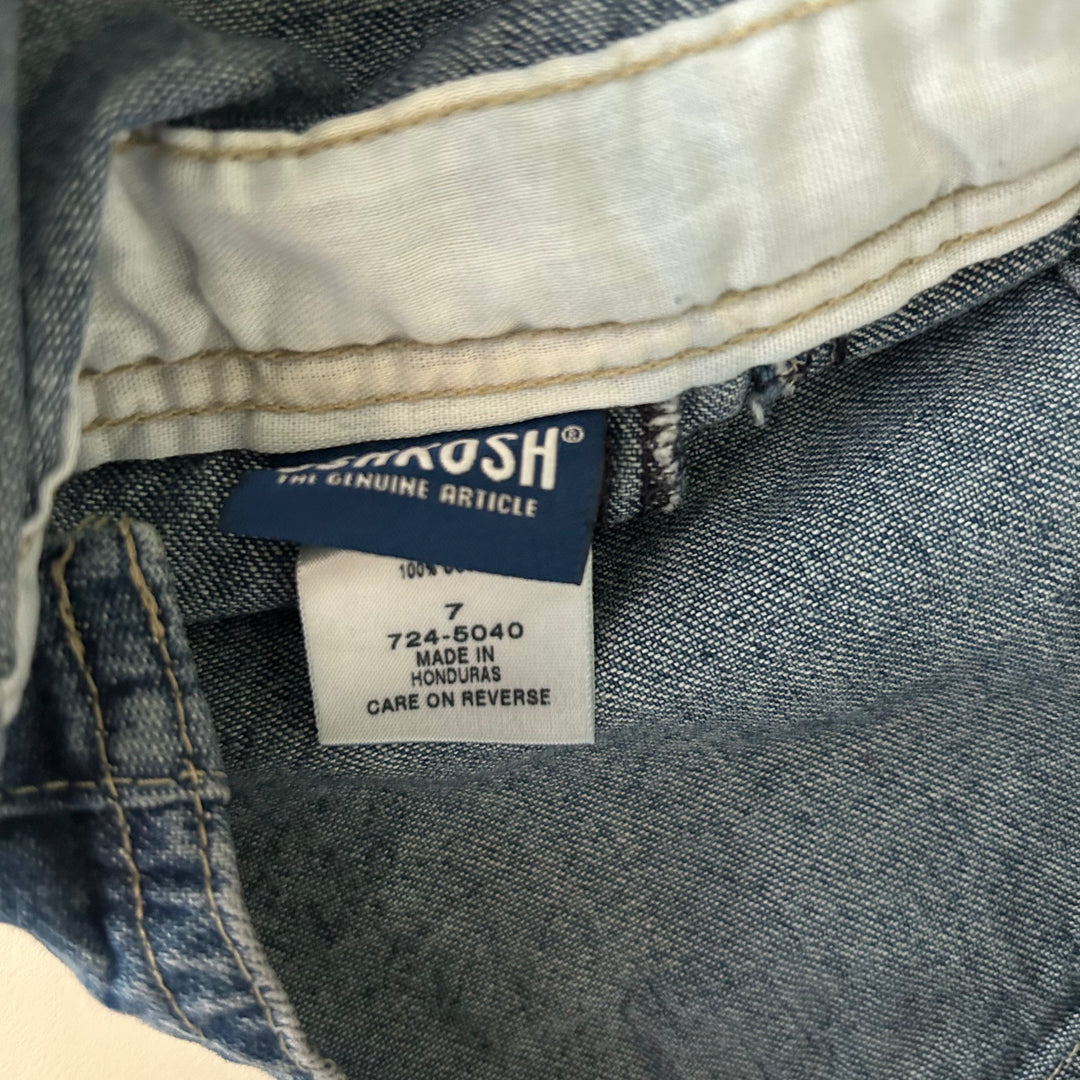 OSHKOSH®
THE GENUINE ARTICLE
100%
7
724-5040
MADE IN
HONDURAS
CARE ON REVERSE